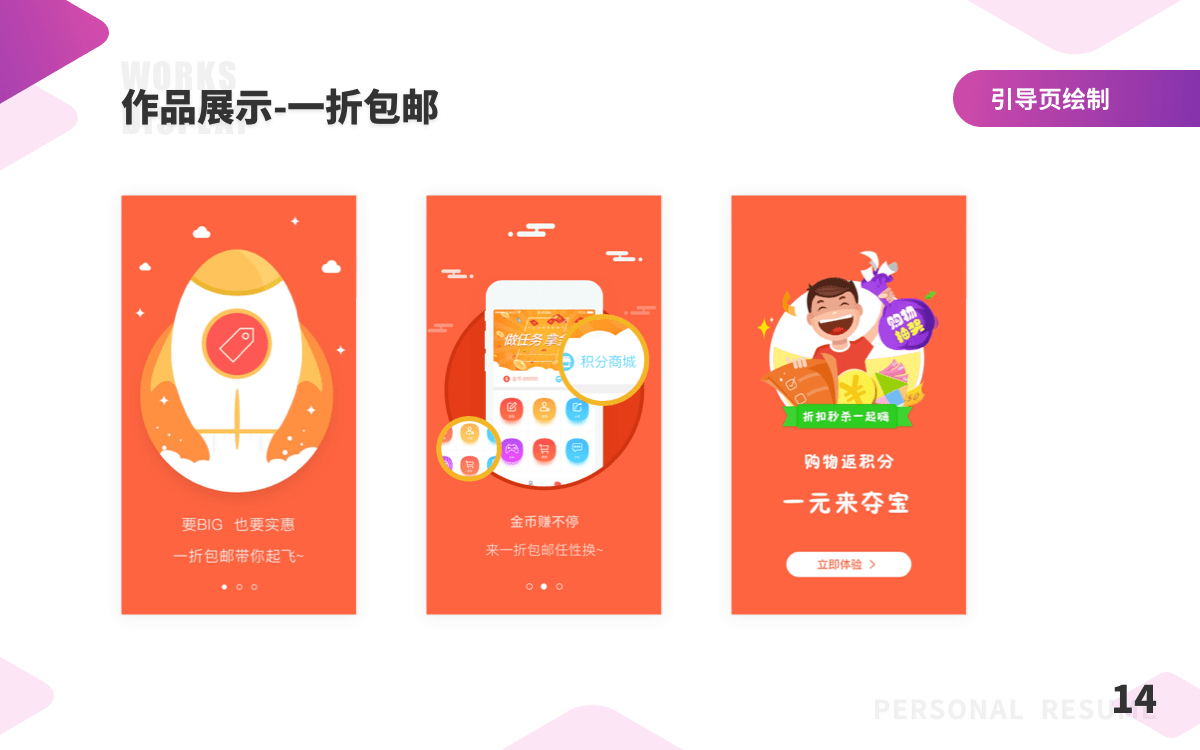 WORKS
作品展示-一折包邮
DISPLAY
引导页绘制
要BIG 也要实惠
一折包邮带你起飞~
做任务 拿
积分商城
金币赚不停
来一折包邮任性换~
购物
抽奖
50
折扣秒杀一起嗨
购物返积分
一元来夺宝
立即体验 >
PERSONAL RESUME
14